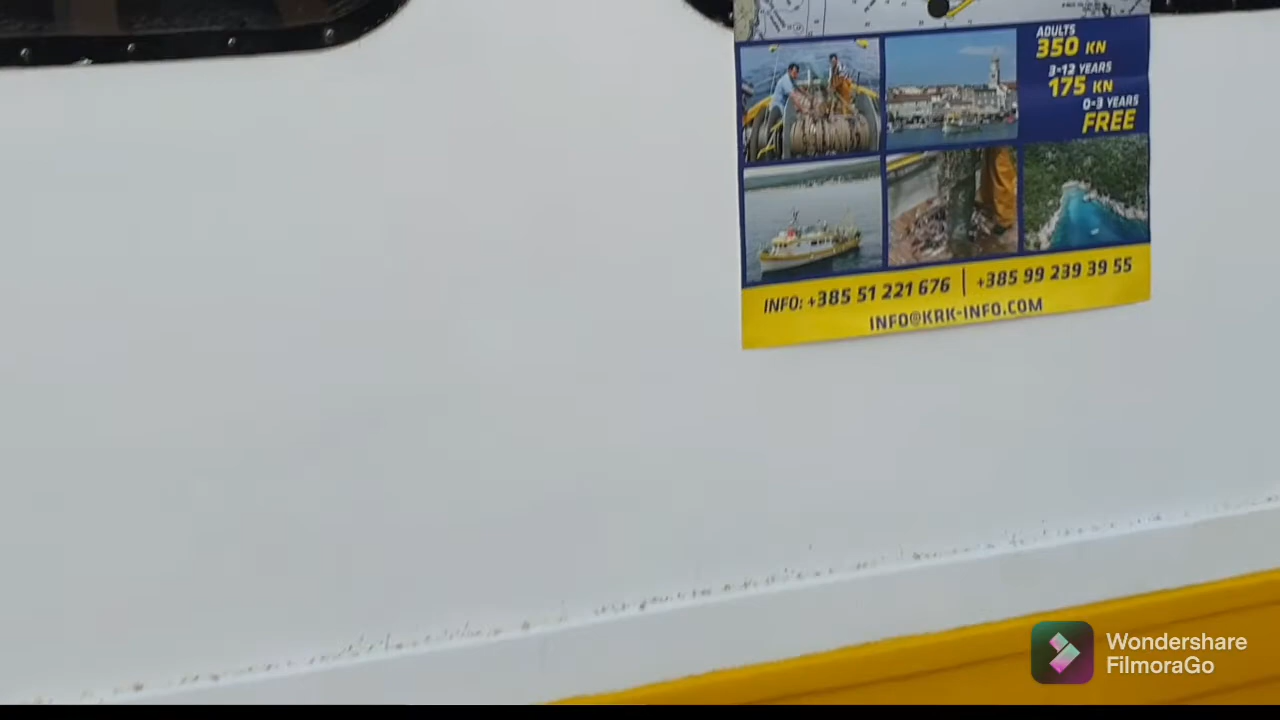 ADULTS
350 KN
3-12 YEARS
175 KN
0-3 YEARS
FREE
INFO: +385 51 221 676 | +385 99 239 39 55
INFO@KRK-INFO.COM
Wondershare
FilmoraGo